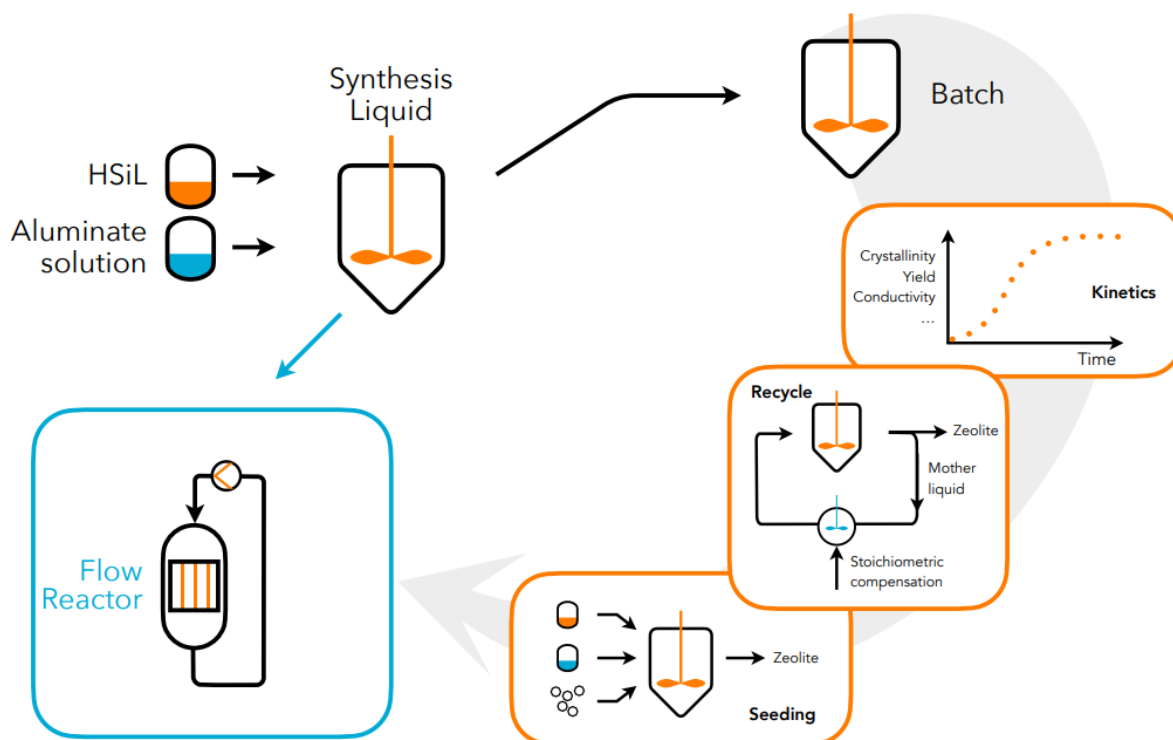 Synthesis
Liquid
HSiL
Aluminate
solution
Batch
Crystallinity
Yield
Conductivity
...
Kinetics
Time
Recycle
Zeolite
Mother
liquid
Stoichiometric
compensation
Flow
Reactor
Zeolite
Seeding